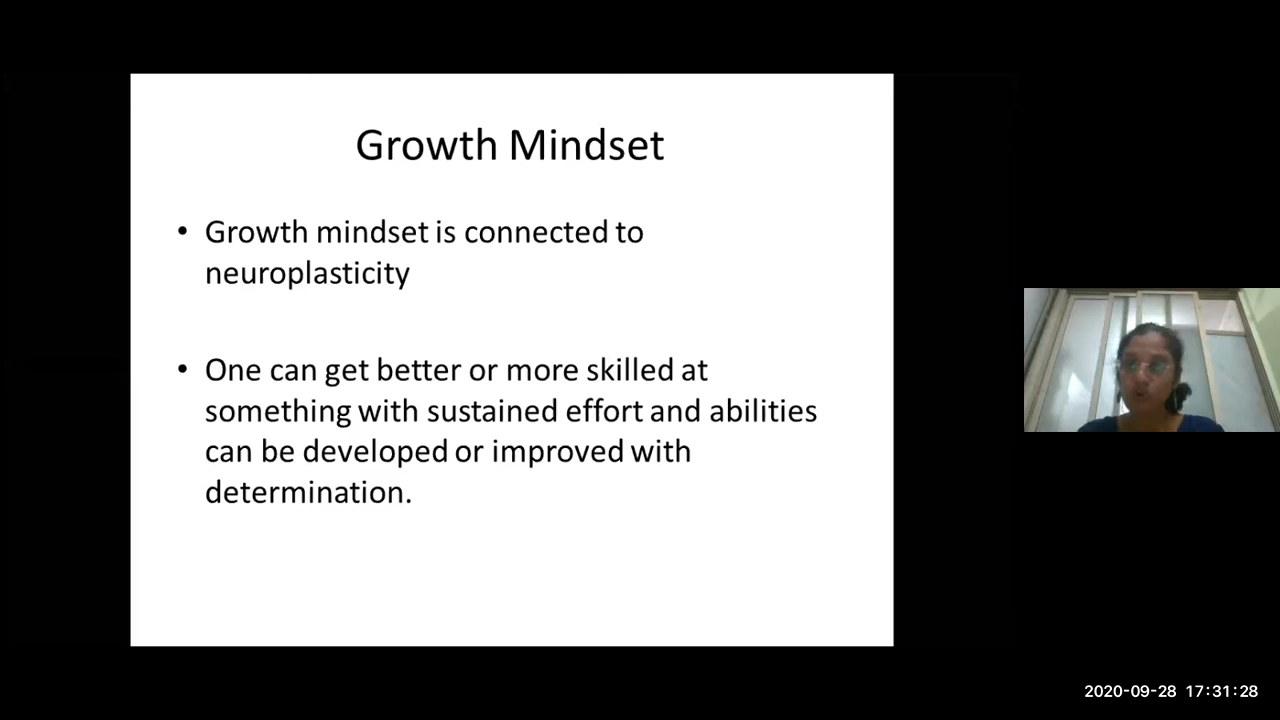 Growth Mindset
• Growth mindset is connected to
neuroplasticity
• One can get better or more skilled at
something with sustained effort and abilities
can be developed or improved with
determination.
2020-09-28 17:31:28